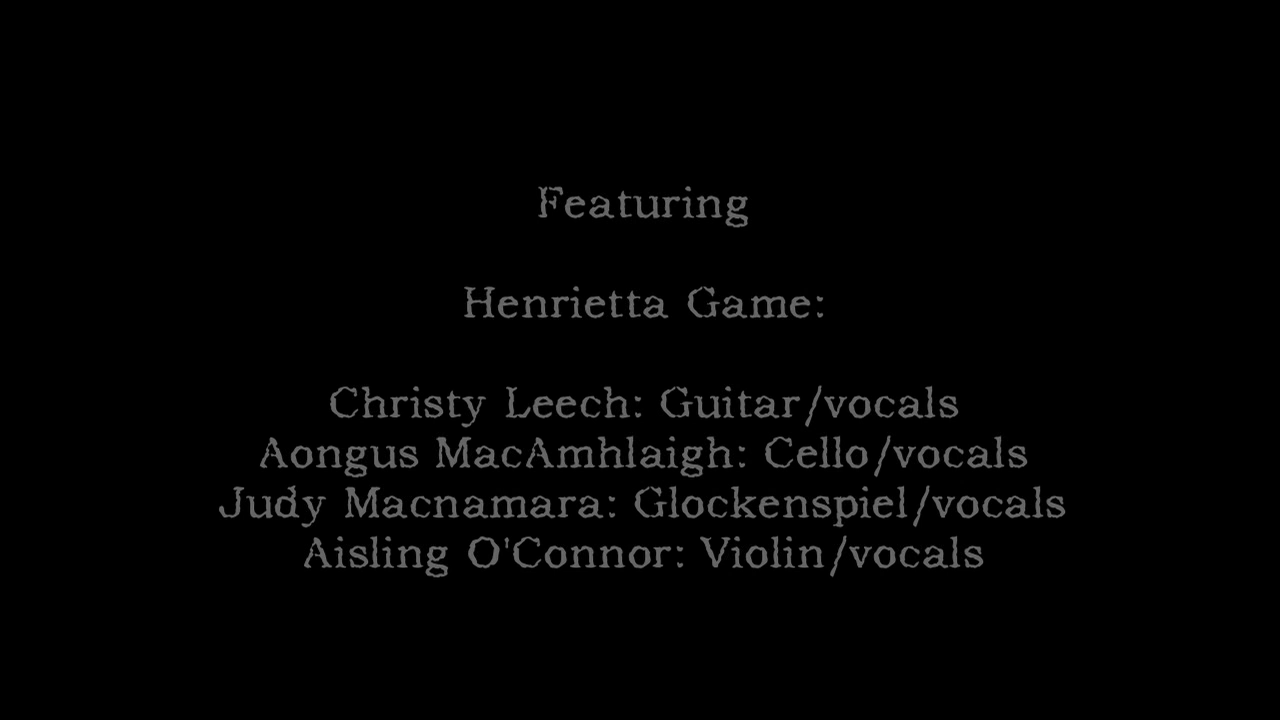 Featuring
Henrietta Game:
Christy Leech: Guitar/vocals
Aongus MacAmhlaigh: Cello/vocals
Judy Macnamara: Glockenspiel/vocals
Aisling O'Connor: Violin/vocals